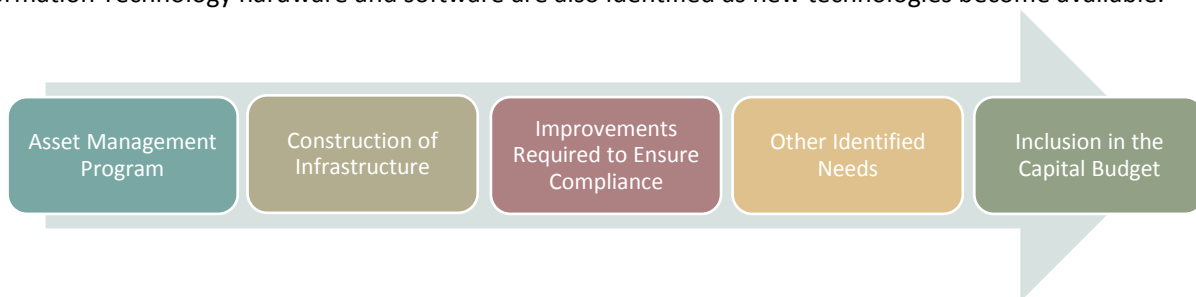 ormation Technology hardware and software are also identified as new technologies become available.
Asset Management
Program
Construction of
Infrastructure
Improvements
Required to Ensure
Compliance
Other Identified
Needs
Inclusion in the
Capital Budget